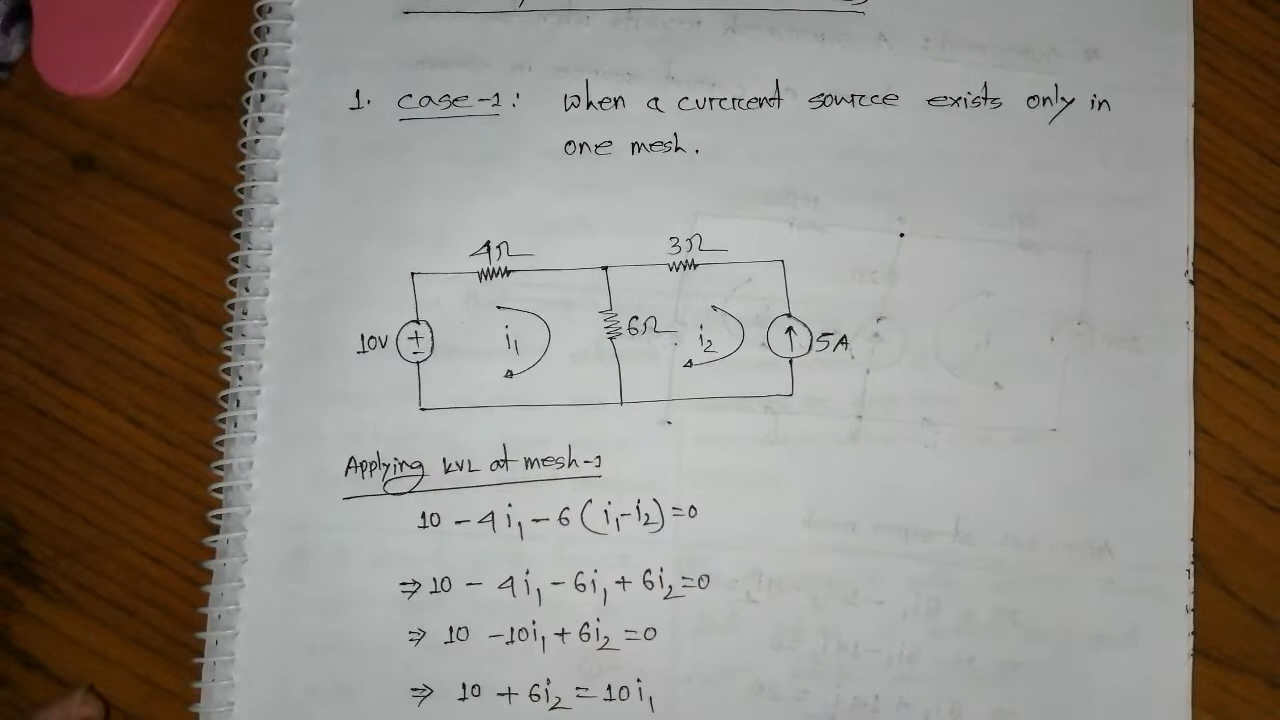 1. case-1: When a current source exists only in
one mesh.
4Ω 3Ω
10V + - i₁ 6Ω i₂ 5A
Applying KVL at mesh-1
10 - 4i₁ - 6(i₁-i₂)=0
⇒ 10 - 4i₁ - 6i₁ + 6i₂=0
⇒ 10 -10i₁ + 6i₂ =0
⇒ 10 + 6i₂ = 10i₁